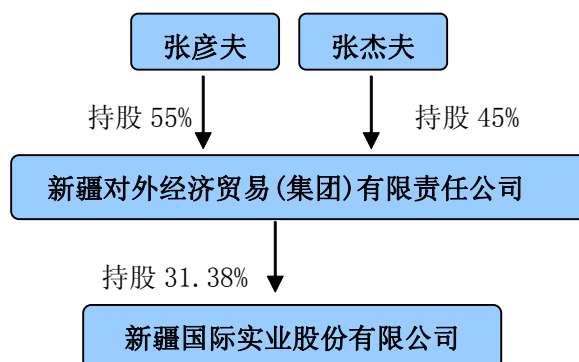 张彦夫
张杰夫
持股 55%
持股 45%
新疆对外经济贸易(集团)有限责任公司
持股 31.38%
新疆国际实业股份有限公司